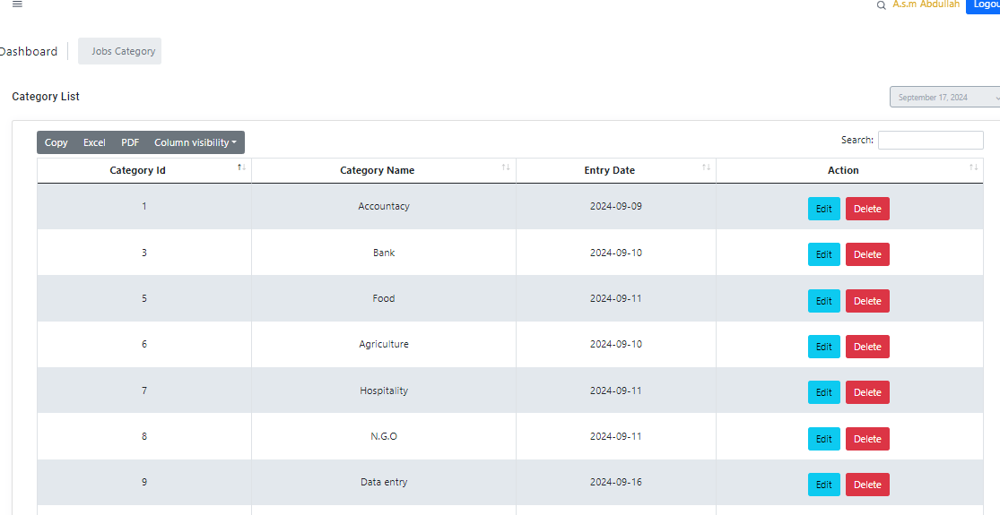 A.s.m Abdullah
Dashboard Jobs Category
Category List September 17, 2024
Copy Excel PDF Column visibility Search:
Category Id Category Name Entry Date Action
1 Accountacy 2024-09-09 Edit Delete
3 Bank 2024-09-10 Edit Delete
5 Food 2024-09-11 Edit Delete
6 Agriculture 2024-09-10 Edit Delete
7 Hospitality 2024-09-11 Edit Delete
8 N.G.O 2024-09-11 Edit Delete
9 Data entry 2024-09-16 Edit Delete